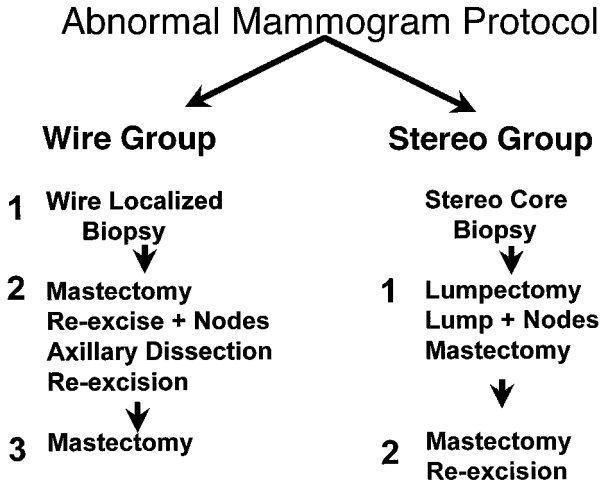 Abnormal Mammogram Protocol
Wire Group
1 Wire Localized
Biopsy
2 Mastectomy
Re-excise + Nodes
Axillary Dissection
Re-excision
3 Mastectomy
Stereo Group
Stereo Core
Biopsy
1 Lumpectomy
Lump + Nodes
Mastectomy
2 Mastectomy
Re-excision